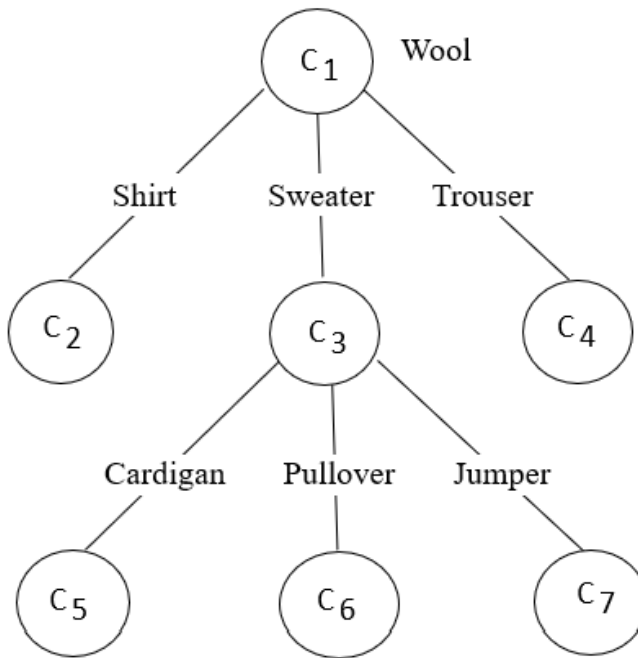 C1 Wool
Shirt Sweater Trouser
C2 C3 C4
Cardigan Pullover Jumper
C5 C6 C7